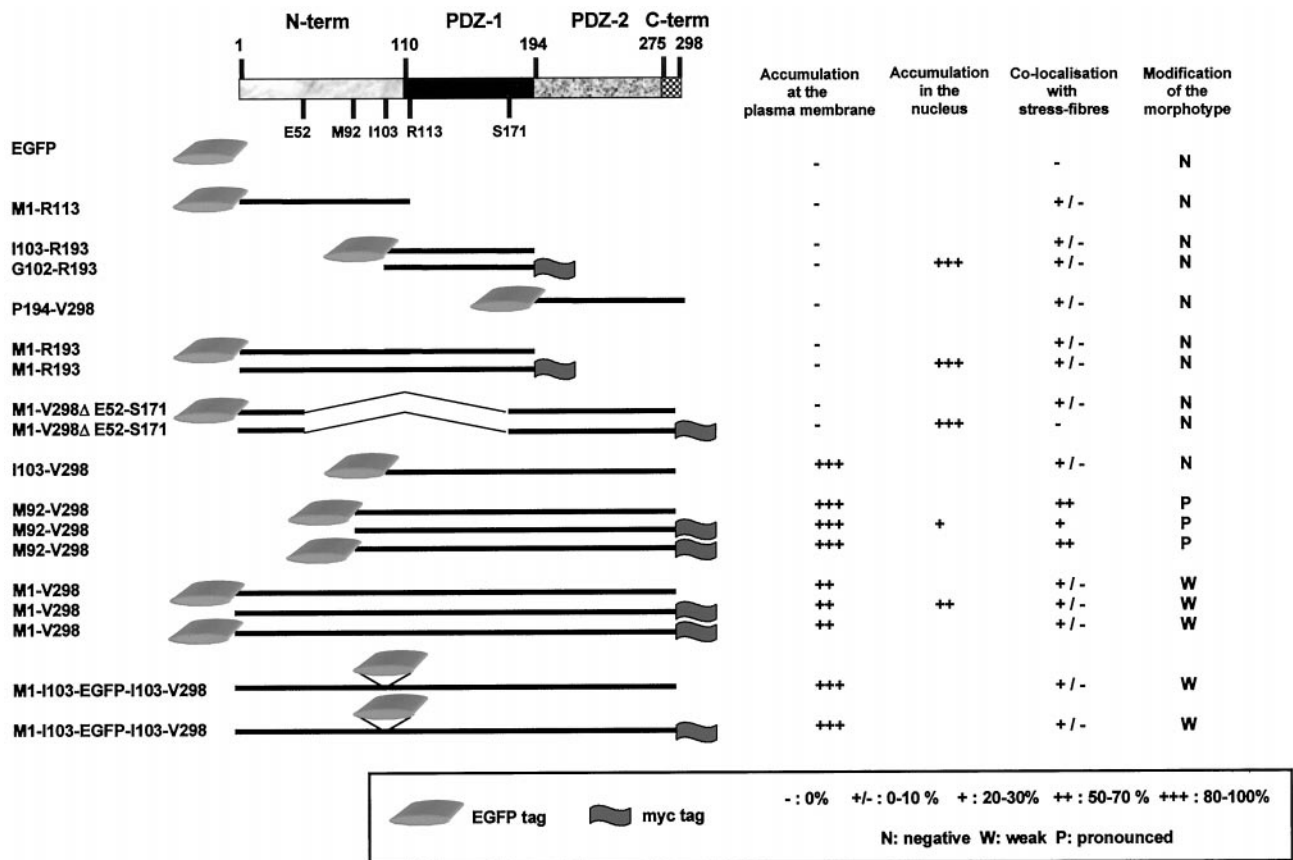 N-term PDZ-1 PDZ-2 C-term
1 110 194 275 298
E52 M92 I103 R113 S171
Accumulation at the plasma membrane
Accumulation in the nucleus
Co-localisation with stress-fibres
Modification of the morphotype
EGFP - - N
M1-R113 - + / - N
I103-R193 - + / - N
G102-R193 - +++ + / - N
P194-V298 - + / - N
M1-R193 - + / - N
M1-R193 - +++ + / - N
M1-V298Δ E52-S171 - + / - N
M1-V298Δ E52-S171 - +++ - N
I103-V298 +++ + / - N
M92-V298 +++ ++ P
M92-V298 +++ + + P
M92-V298 +++ ++ P
M1-V298 ++ + / - W
M1-V298 ++ ++ + / - W
M1-V298 ++ + / - W
M1-I103-EGFP-I103-V298 +++ + / - W
M1-I103-EGFP-I103-V298 +++ + / - W
EGFP tag myc tag
- : 0% +/- : 0-10 % + : 20-30% ++ : 50-70 % +++ : 80-100%
N: negative W: weak P: pronounced